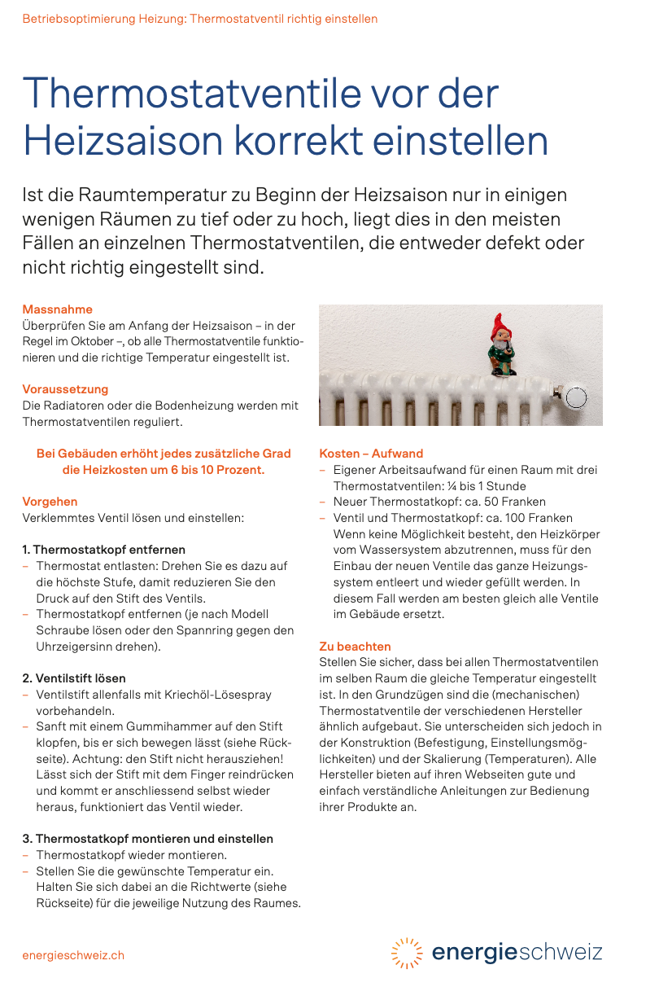 Betriebsoptimierung Heizung: Thermostatventil richtig einstellen
Thermostatventile vor der
Heizsaison korrekt einstellen
Ist die Raumtemperatur zu Beginn der Heizsaison nur in einigen
wenigen Räumen zu tief oder zu hoch, liegt dies in den meisten
Fällen an einzelnen Thermostatventilen, die entweder defekt oder
nicht richtig eingestellt sind.
Massnahme
Überprüfen Sie am Anfang der Heizsaison – in der
Regel im Oktober –, ob alle Thermostatventile funktio-
nieren und die richtige Temperatur eingestellt ist.
Voraussetzung
Die Radiatoren oder die Bodenheizung werden mit
Thermostatventilen reguliert.
Bei Gebäuden erhöht jedes zusätzliche Grad
die Heizkosten um 6 bis 10 Prozent.
Vorgehen
Verklemmtes Ventil lösen und einstellen:
1. Thermostatkopf entfernen
– Thermostat entlasten: Drehen Sie es dazu auf
die höchste Stufe, damit reduzieren Sie den
Druck auf den Stift des Ventils.
– Thermostatkopf entfernen (je nach Modell
Schraube lösen oder den Spannring gegen den
Uhrzeigersinn drehen).
2. Ventilstift lösen
– Ventilstift allenfalls mit Kriechöl-Lösespray
vorbehandeln.
– Sanft mit einem Gummihammer auf den Stift
klopfen, bis er sich bewegen lässt (siehe Rück-
seite). Achtung: den Stift nicht herausziehen!
Lässt sich der Stift mit dem Finger reindrücken
und kommt er anschliessend selbst wieder
heraus, funktioniert das Ventil wieder.
3. Thermostatkopf montieren und einstellen
– Thermostatkopf wieder montieren.
– Stellen Sie die gewünschte Temperatur ein.
Halten Sie sich dabei an die Richtwerte (siehe
Rückseite) für die jeweilige Nutzung des Raumes.
Kosten – Aufwand
– Eigener Arbeitsaufwand für einen Raum mit drei
Thermostatventilen: ¼ bis 1 Stunde
– Neuer Thermostatkopf: ca. 50 Franken
– Ventil und Thermostatkopf: ca. 100 Franken
Wenn keine Möglichkeit besteht, den Heizkörper
vom Wassersystem abzutrennen, muss für den
Einbau der neuen Ventile das ganze Heizungs-
system entleert und wieder gefüllt werden. In
diesem Fall werden am besten gleich alle Ventile
im Gebäude ersetzt.
Zu beachten
Stellen Sie sicher, dass bei allen Thermostatventilen
im selben Raum die gleiche Temperatur eingestellt
ist. In den Grundzügen sind die (mechanischen)
Thermostatventile der verschiedenen Hersteller
ähnlich aufgebaut. Sie unterscheiden sich jedoch in
der Konstruktion (Befestigung, Einstellungsmög-
lichkeiten) und der Skalierung (Temperaturen). Alle
Hersteller bieten auf ihren Webseiten gute und
einfach verständliche Anleitungen zur Bedienung
ihrer Produkte an.
energieschweiz.ch
energieschweiz